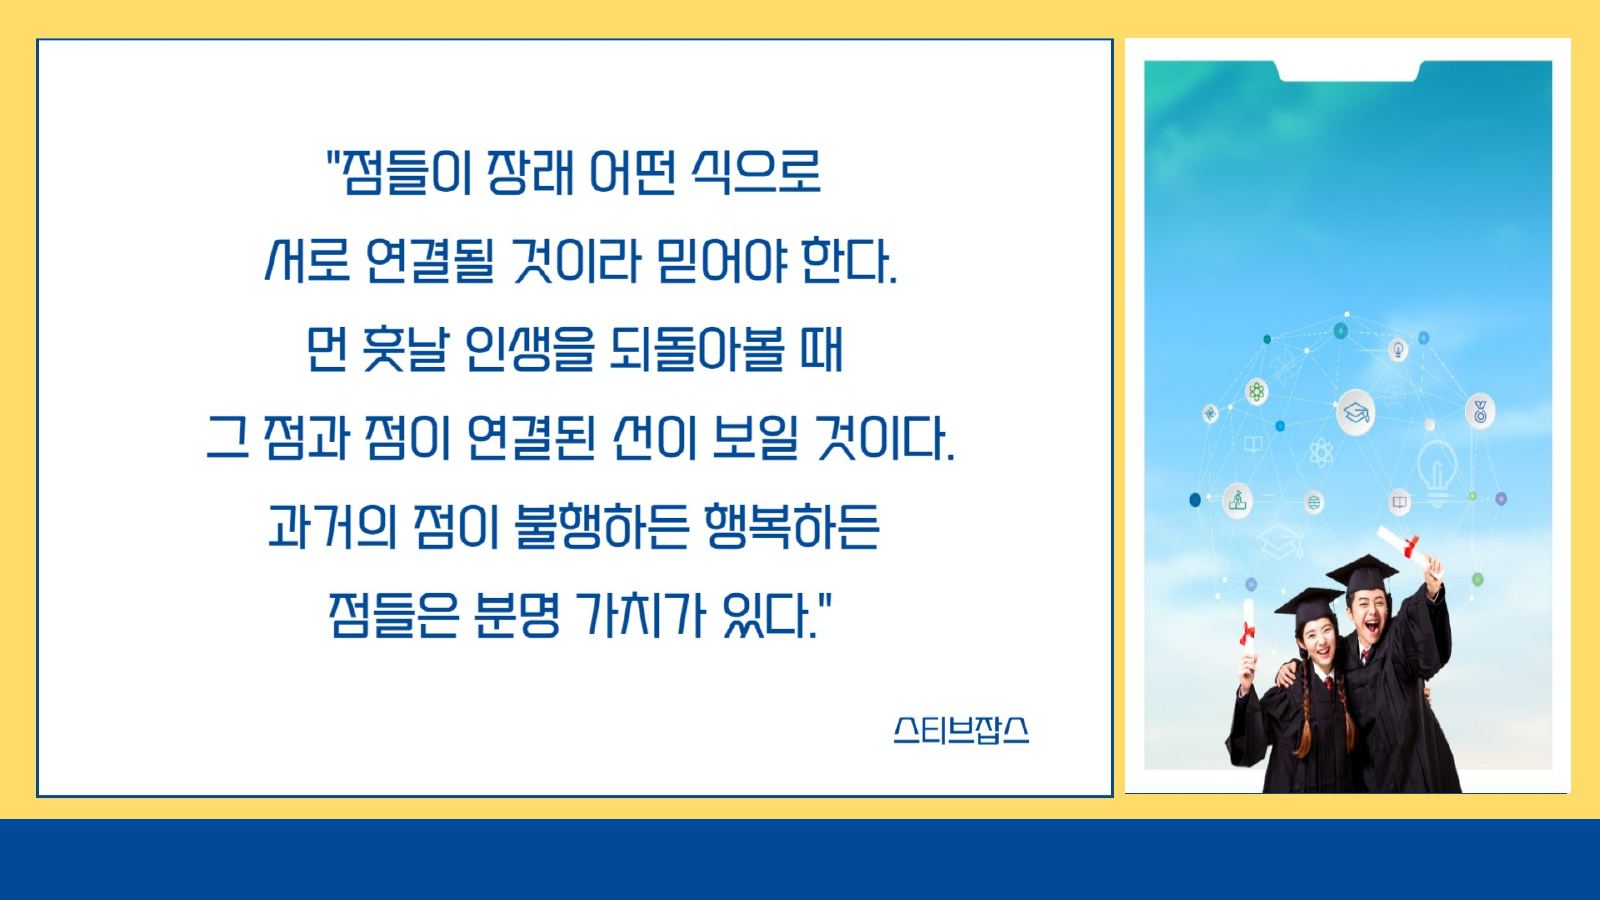 "점들이 장래 어떤 식으로
서로 연결될 것이라 믿어야 한다.
먼 훗날 인생을 되돌아볼 때
그 점과 점이 연결된 선이 보일 것이다.
과거의 점이 불행하든 행복하든
점들은 분명 가치가 있다."
스티브잡스